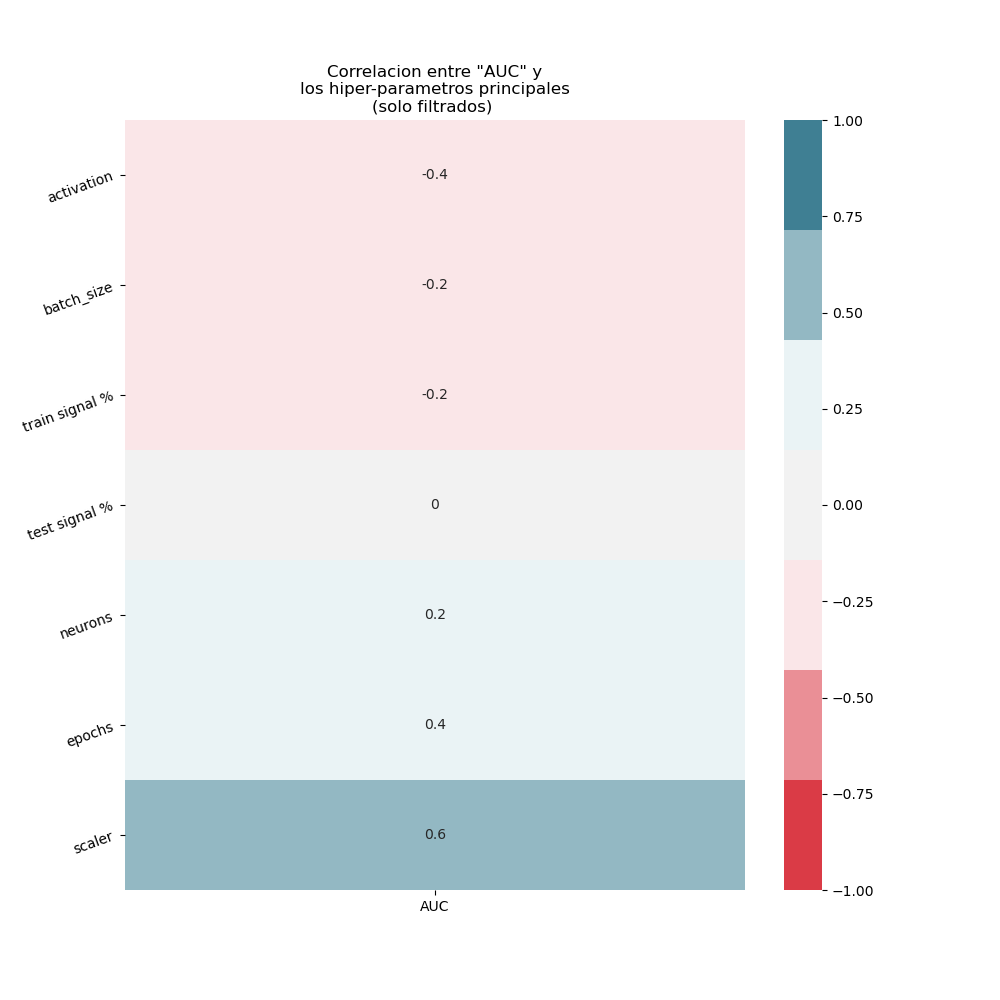 Correlacion entre "AUC" y
los hiper-parametros principales
(solo filtrados)
activation
-0.4
batch_size
-0.2
train signal %
-0.2
test signal %
0
neurons
0.2
epochs
0.4
scaler
0.6
AUC
1.00
0.75
0.50
0.25
0.00
−0.25
−0.50
−0.75
−1.00